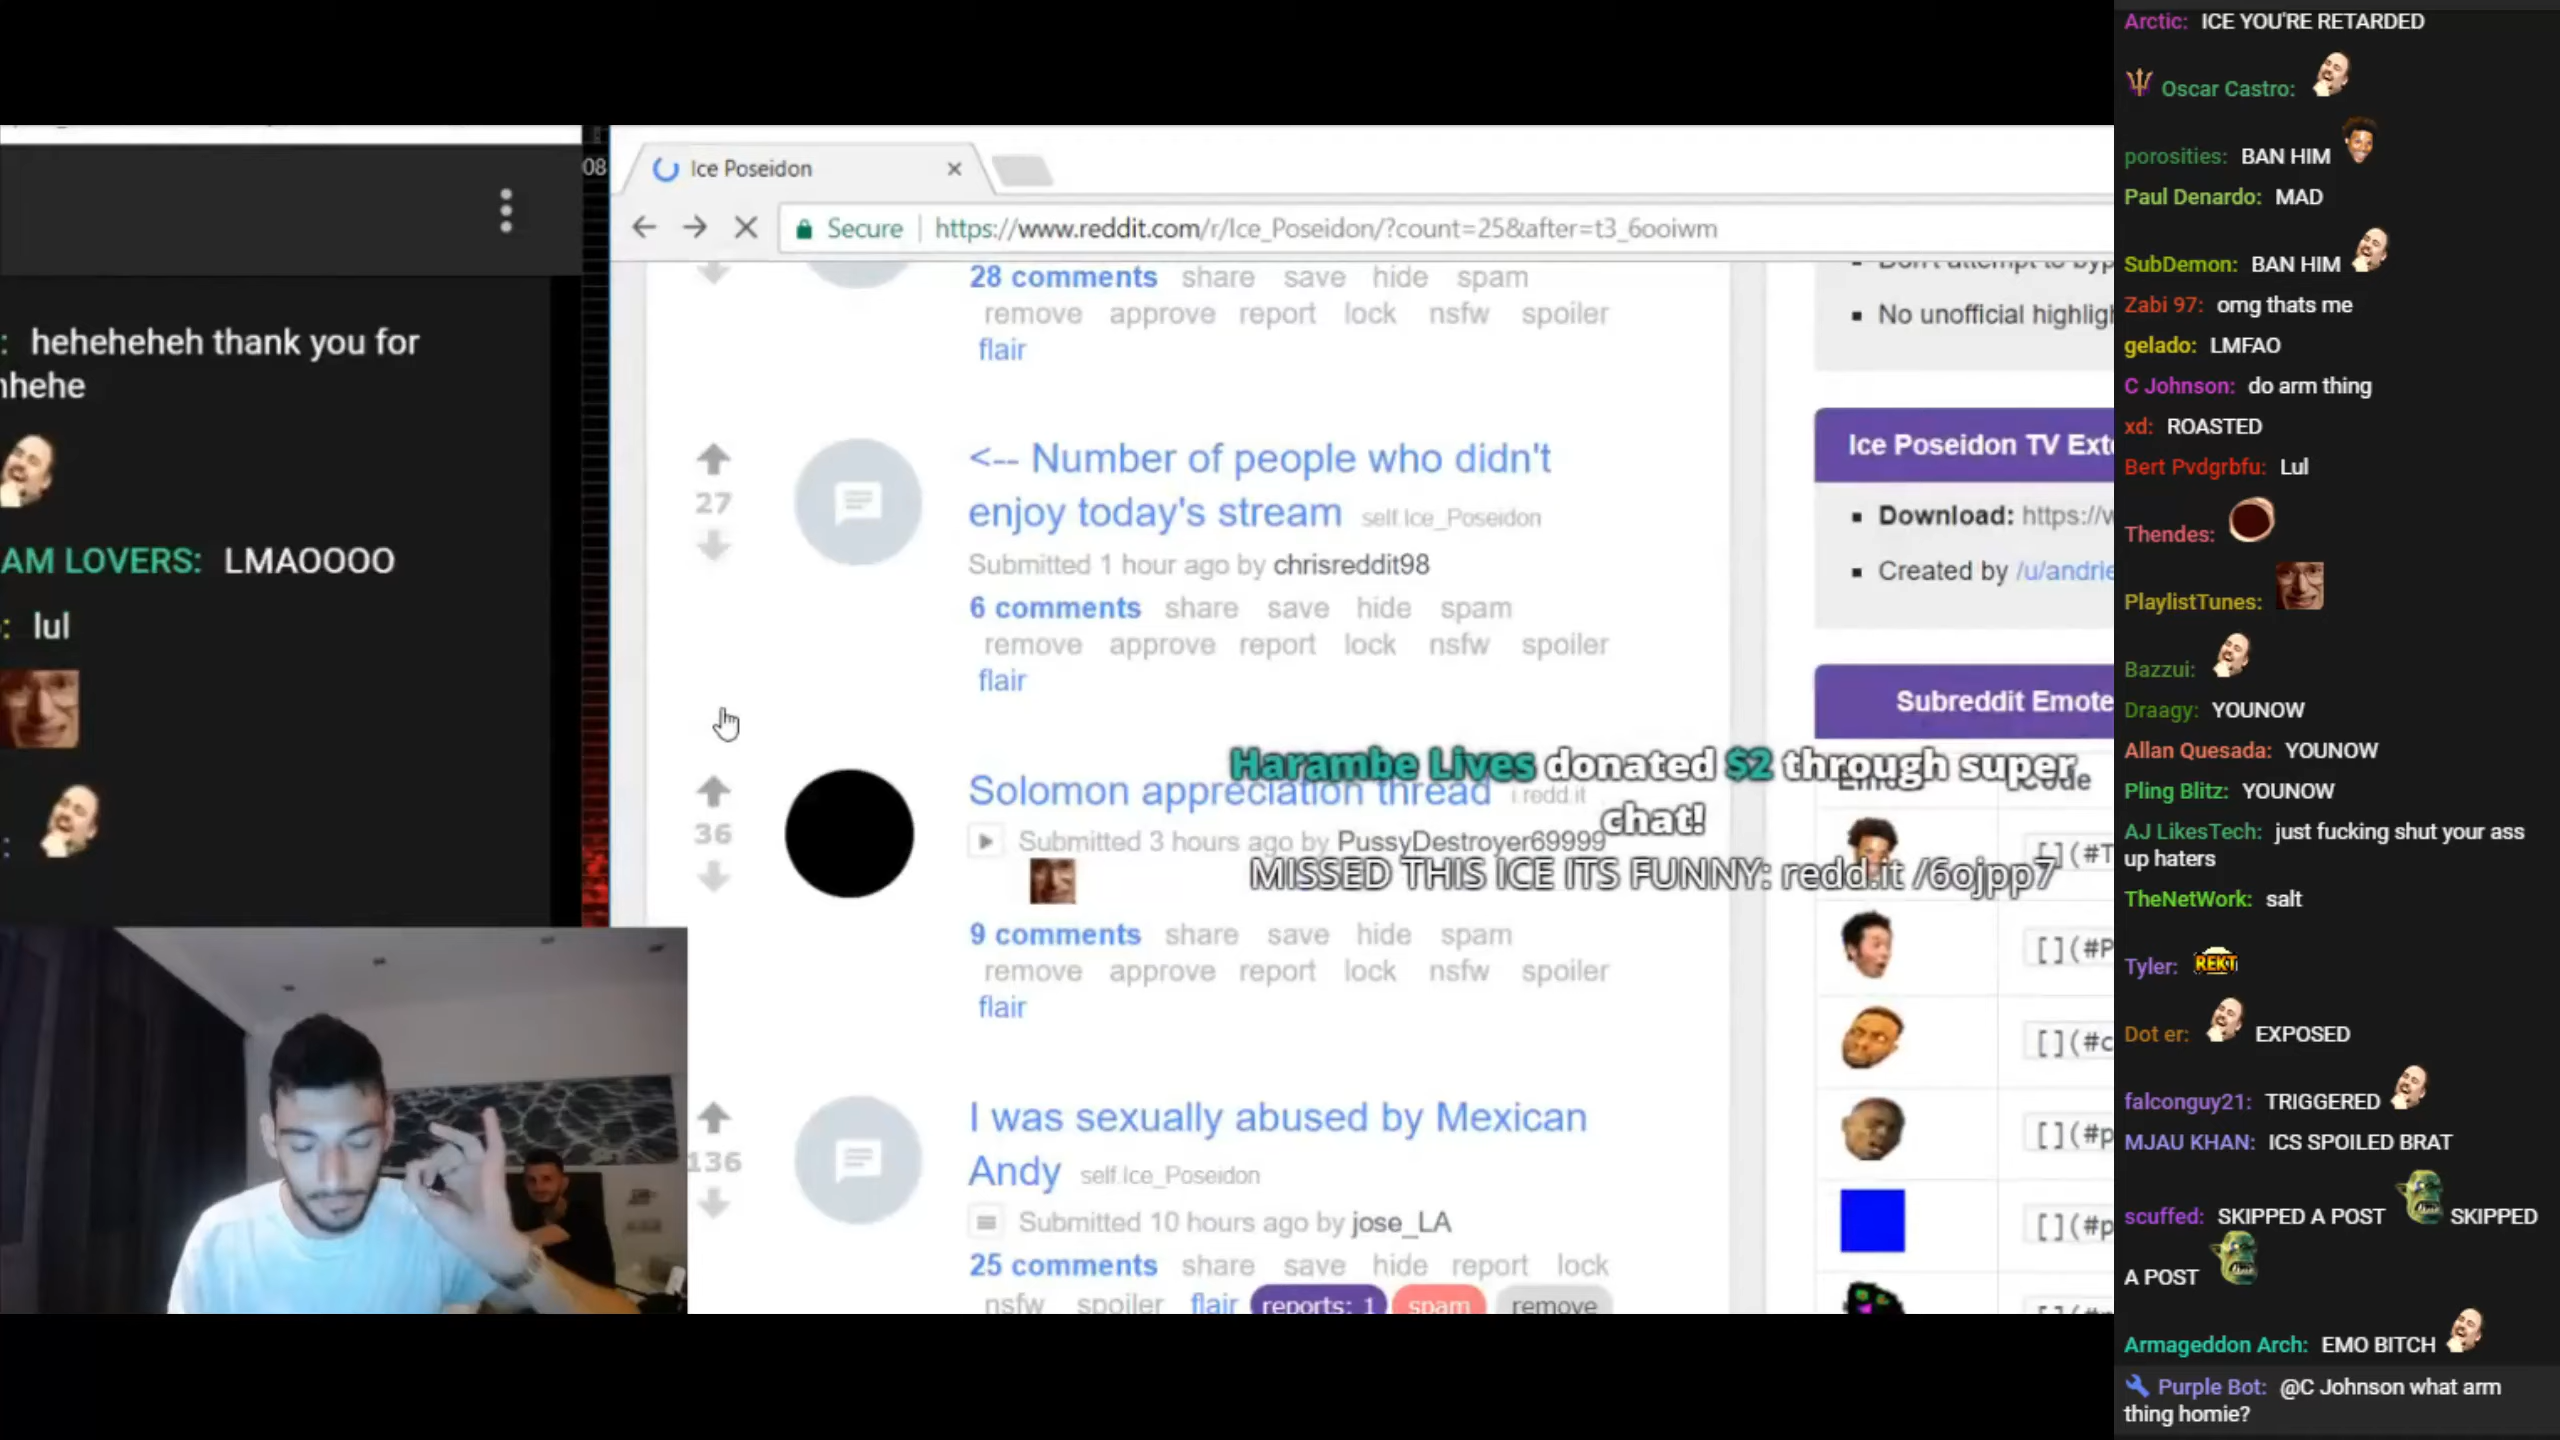 : heheheheh thank you for
hhehe
AM LOVERS: LMAOOOO
: lul
:
08
Ice Poseidon
Secure https://www.reddit.com/r/Ice_Poseidon/?count=25&after=t3_6ooiwm
28 comments share save hide spam
remove approve report lock nsfw spoiler
flair
27
<-- Number of people who didn't
enjoy today's stream self.Ice_Poseidon
Submitted 1 hour ago by chrisreddit98
6 comments share save hide spam
remove approve report lock nsfw spoiler
flair
36
Solomon appreciation thread i.redd.it
Submitted 3 hours ago by PussyDestroyer69999
9 comments share save hide spam
remove approve report lock nsfw spoiler
flair
136
I was sexually abused by Mexican
Andy self.Ice_Poseidon
Submitted 10 hours ago by jose_LA
25 comments share save hide report lock
nsfw spoiler flair reports: 1 spam remove
Harambe Lives donated $2 through super
chat!
MISSED THIS ICE ITS FUNNY: redd.it /6ojpp7
Don't attempt to byp
No unofficial highlig
Ice Poseidon TV Ext
Download: https://w
Created by /u/andrie
Subreddit Emote
Code
[](#T
[](#P
[](#c
[](#p
[](#p
Arctic: ICE YOU'RE RETARDED
Oscar Castro:
porosities: BAN HIM
Paul Denardo: MAD
SubDemon: BAN HIM
Zabi 97: omg thats me
gelado: LMFAO
C Johnson: do arm thing
xd: ROASTED
Bert Pvdgrbfu: Lul
Thendes:
PlaylistTunes:
Bazzui:
Draagy: YOUNOW
Allan Quesada: YOUNOW
Pling Blitz: YOUNOW
AJ LikesTech: just fucking shut your ass
up haters
TheNetWork: salt
Tyler: REKT
Dot er: EXPOSED
falconguy21: TRIGGERED
MJAU KHAN: ICS SPOILED BRAT
scuffed: SKIPPED A POST SKIPPED
A POST
Armageddon Arch: EMO BITCH
Purple Bot: @C Johnson what arm
thing homie?